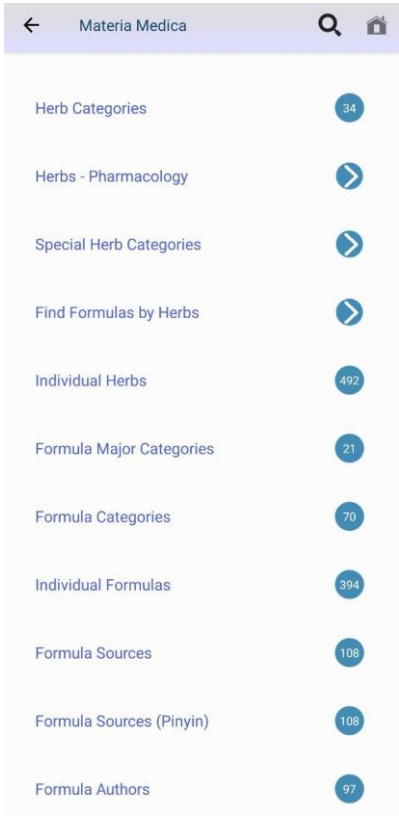 Materia Medica
Herb Categories 34
Herbs - Pharmacology
Special Herb Categories
Find Formulas by Herbs
Individual Herbs 492
Formula Major Categories 21
Formula Categories 70
Individual Formulas 394
Formula Sources 108
Formula Sources (Pinyin) 108
Formula Authors 97